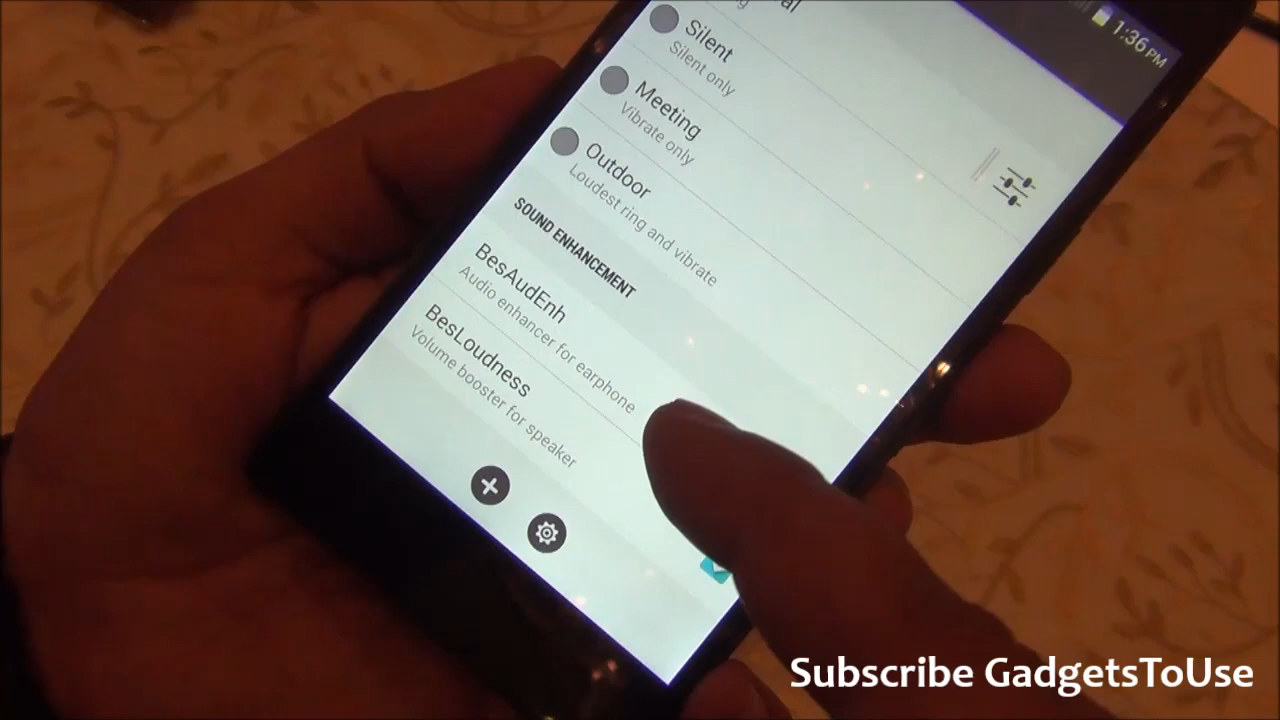 1:36 PM
Silent
Silent only
Meeting
Vibrate only
Outdoor
Loudest ring and vibrate
SOUND ENHANCEMENT
BesAudEnh
Audio enhancer for earphone
BesLoudness
Volume booster for speaker
Subscribe GadgetsToUse